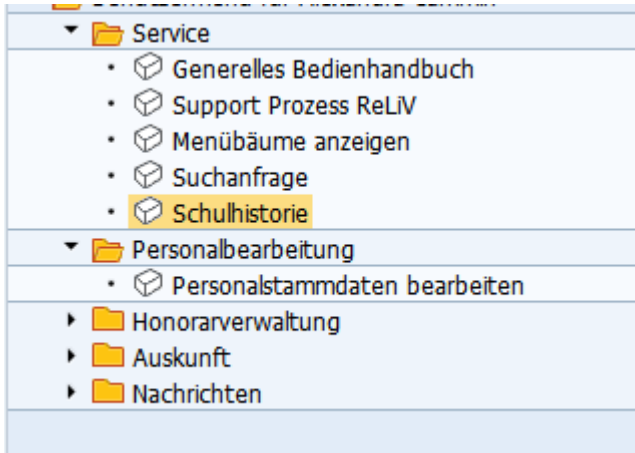 Service
Generelles Bedienhandbuch
Support Prozess ReLiV
Menübäume anzeigen
Suchanfrage
Schulhistorie
Personalbearbeitung
Personalstammdaten bearbeiten
Honorarverwaltung
Auskunft
Nachrichten